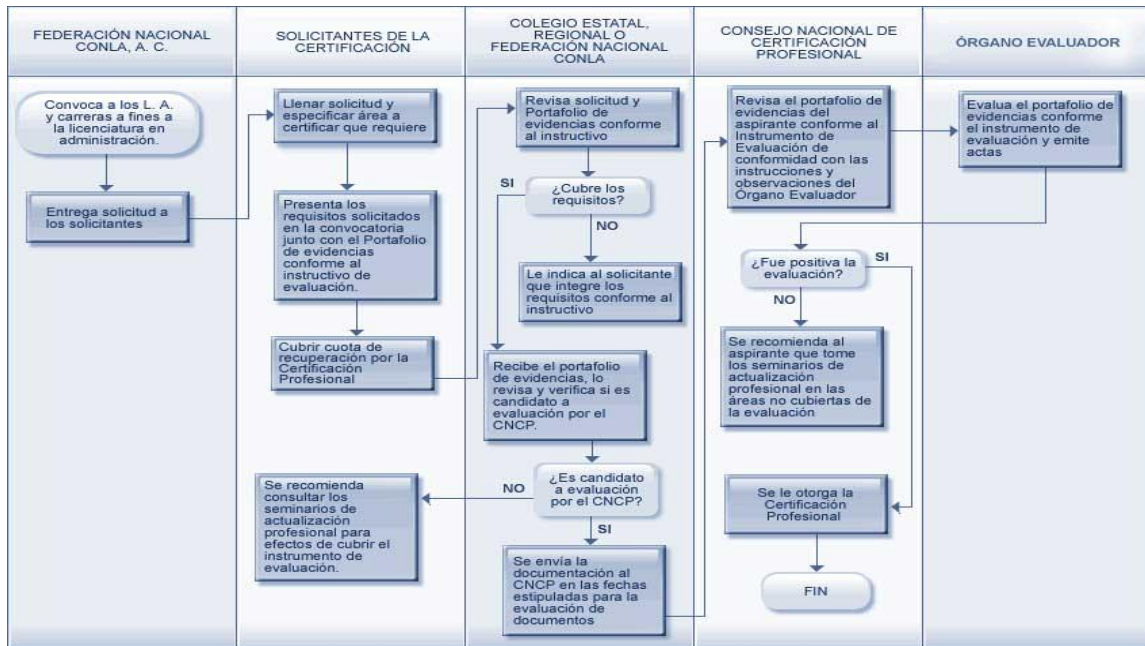 FEDERACIÓN NACIONAL
CONLA, A. C.
SOLICITANTES DE LA
CERTIFICACIÓN
COLEGIO ESTATAL,
REGIONAL O
FEDERACIÓN NACIONAL
CONLA
CONSEJO NACIONAL DE
CERTIFICACIÓN
PROFESIONAL
ÓRGANO EVALUADOR
Convoca a los L. A.
y carreras a fines a
la licenciatura en
administración.
Entrega solicitud a
los solicitantes
Llenar solicitud y
especificar área a
certificar que requiere
Presenta los
requisitos solicitados
en la convocatoria
junto con el Portafolio
de evidencias
conforme al
instructivo de
evaluación.
Cubrir cuota de
recuperación por la
Certificación
Profesional
Se recomienda
consultar los
seminarios de
actualización
profesional para
efectos de cubrir el
instrumento de
evaluación.
Revisa solicitud y
Portafolio de
evidencias conforme
al instructivo
SI
¿Cubre los
requisitos?
NO
Le indica al solicitante
que integre los
requisitos conforme al
instructivo
Recibe el portafolio
de evidencias, lo
revisa y verifica si es
candidato a
evaluación por el
CNCP.
NO
¿Es candidato
a evaluación
por el CNCP?
SI
Se envía la
documentación al
CNCP en las fechas
estipuladas para la
evaluación de
documentos
Revisa el portafolio de
evidencias del
aspirante conforme al
Instrumento de
Evaluación de
conformidad con las
instrucciones y
observaciones del
Órgano Evaluador
¿Fue positiva la
evaluación?
SI
NO
Se recomienda al
aspirante que tome
los seminarios de
actualización
profesional en las
áreas no cubiertas de
la evaluación
Se le otorga la
Certificación
Profesional
FIN
Evalua el portafolio de
evidencias conforme
el instrumento de
evaluación y emite
actas